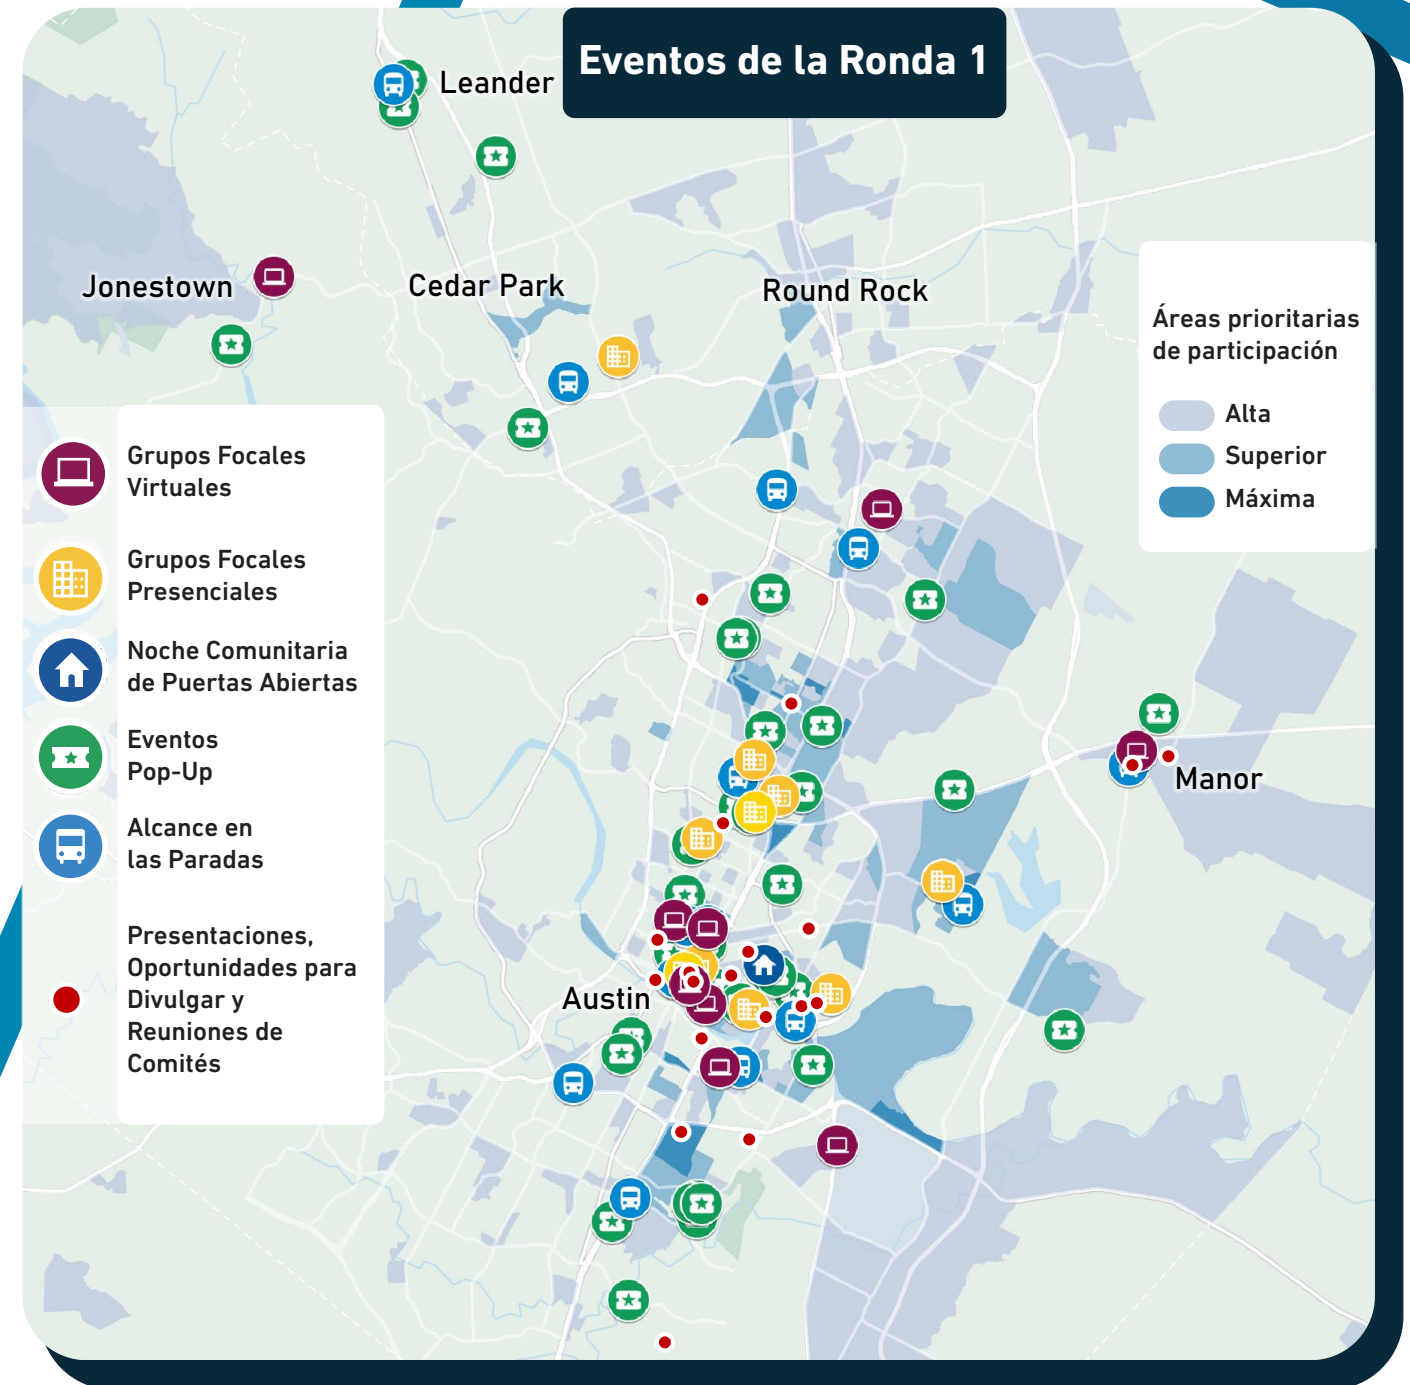 Eventos de la Ronda 1
Leander
Jonestown
Cedar Park
Round Rock
Áreas prioritarias
de participación
Alta
Superior
Máxima
Grupos Focales
Virtuales
Grupos Focales
Presenciales
Noche Comunitaria
de Puertas Abiertas
Eventos
Pop-Up
Alcance en
las Paradas
Presentaciones,
Oportunidades para
Divulgar y
Reuniones de
Comités
Manor
Austin